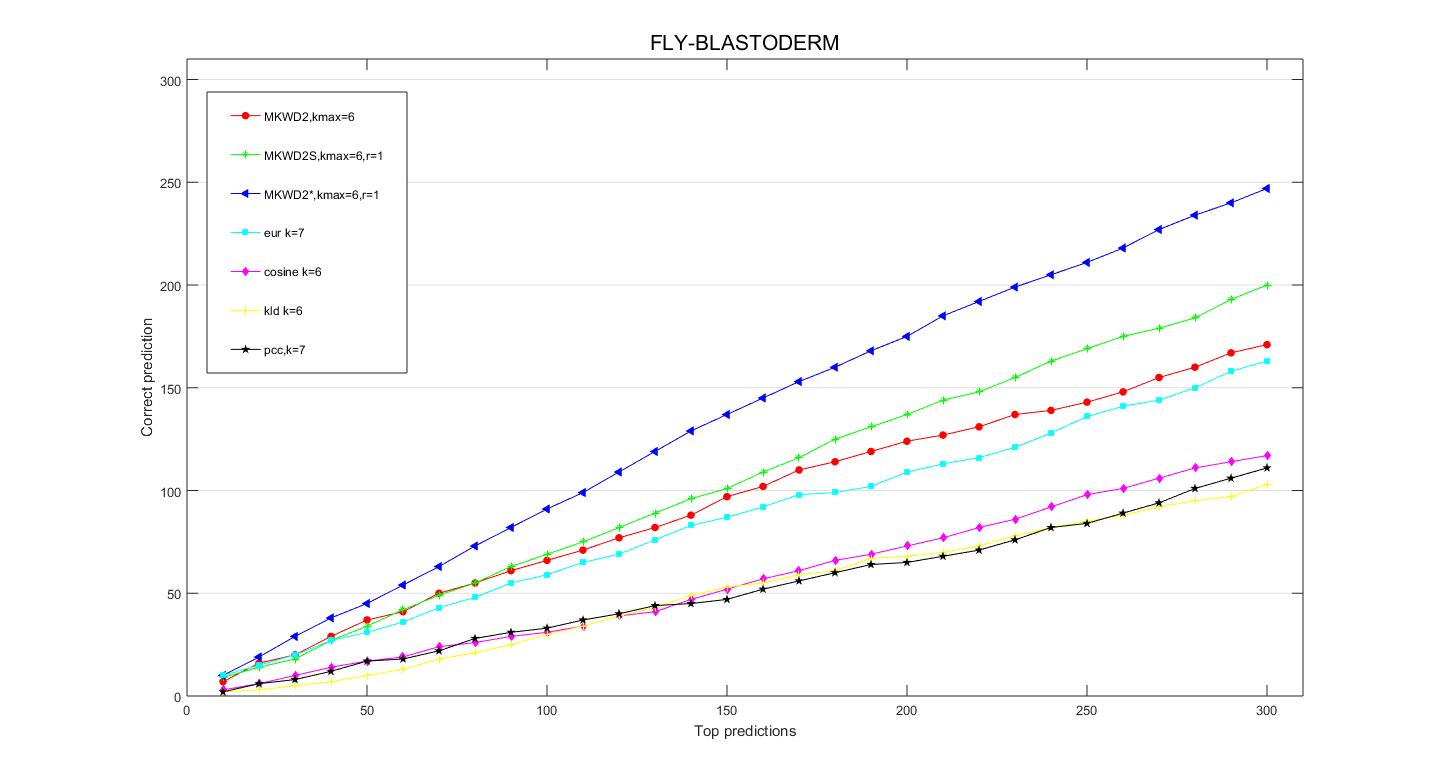 FLY-BLASTODERM
300
250
200
150
100
50
0
Correct prediction
MKWD2,kmax=6
MKWD2S,kmax=6,r=1
MKWD2*,kmax=6,r=1
eur k=7
cosine k=6
kld k=6
pcc,k=7
0 50 100 150 200 250 300
Top predictions